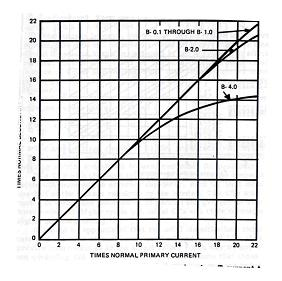 22
20
18
16
14
12
10
8
6
4
2
0
B- 0.1 THROUGH B- 1.0
B-2.0
B- 4.0
0 2 4 6 8 10 12 14 16 18 20 22
TIMES NORMAL PRIMARY CURRENT
TIMES NORMAL